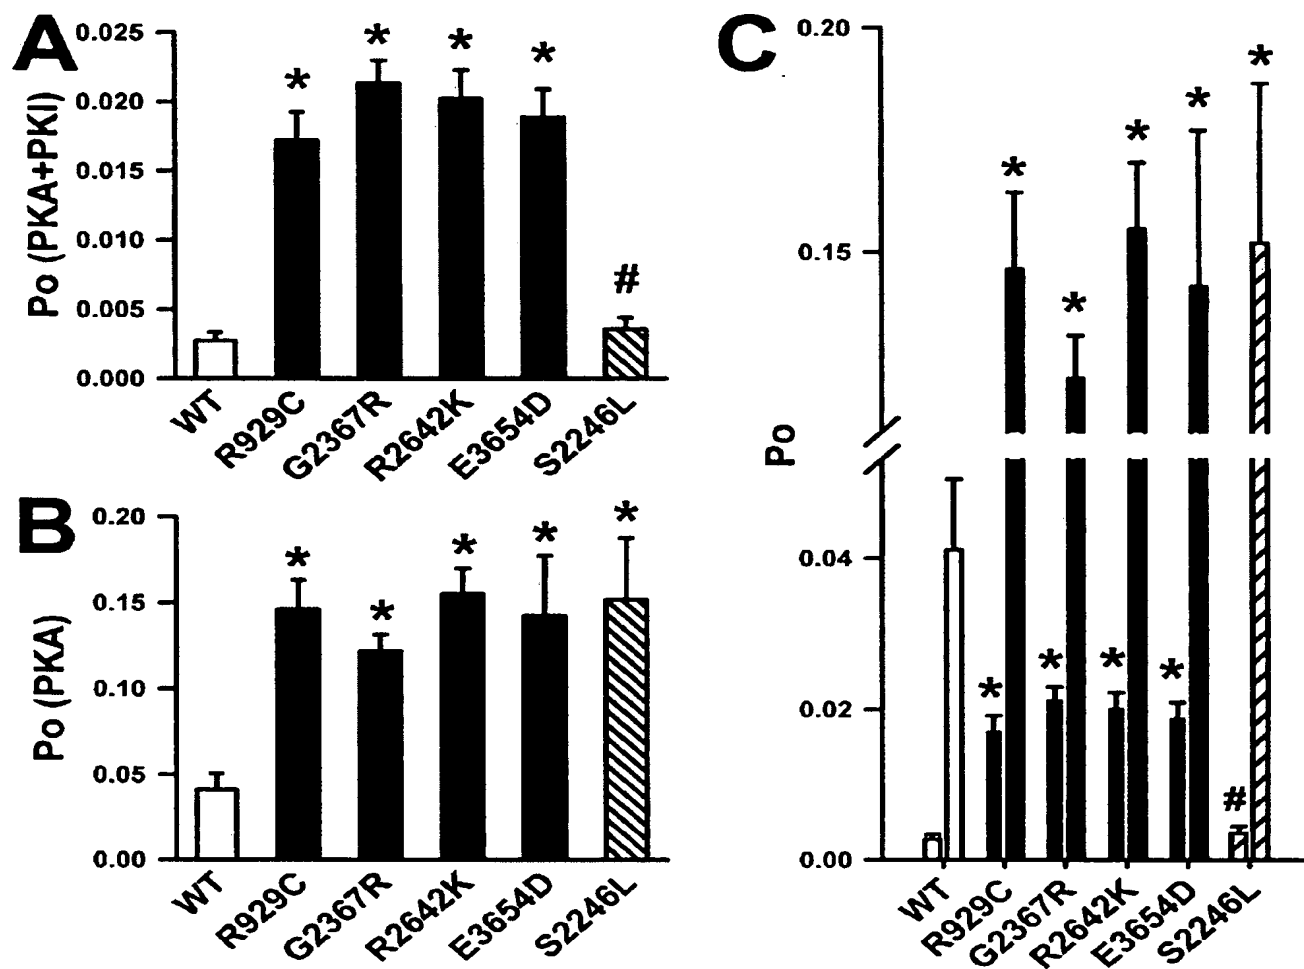 A
Po (PKA+PKI)
0.025
0.020
0.015
0.010
0.005
0.000
*
*
*
*
#
WT
R929C
G2367R
R2642K
E3654D
S2246L
B
Po (PKA)
0.20
0.15
0.10
0.05
0.00
*
*
*
*
*
WT
R929C
G2367R
R2642K
E3654D
S2246L
C
Po
0.20
0.15
0.04
0.02
0.00
*
*
*
*
*
*
*
*
*
#
WT
R929C
G2367R
R2642K
E3654D
S2246L